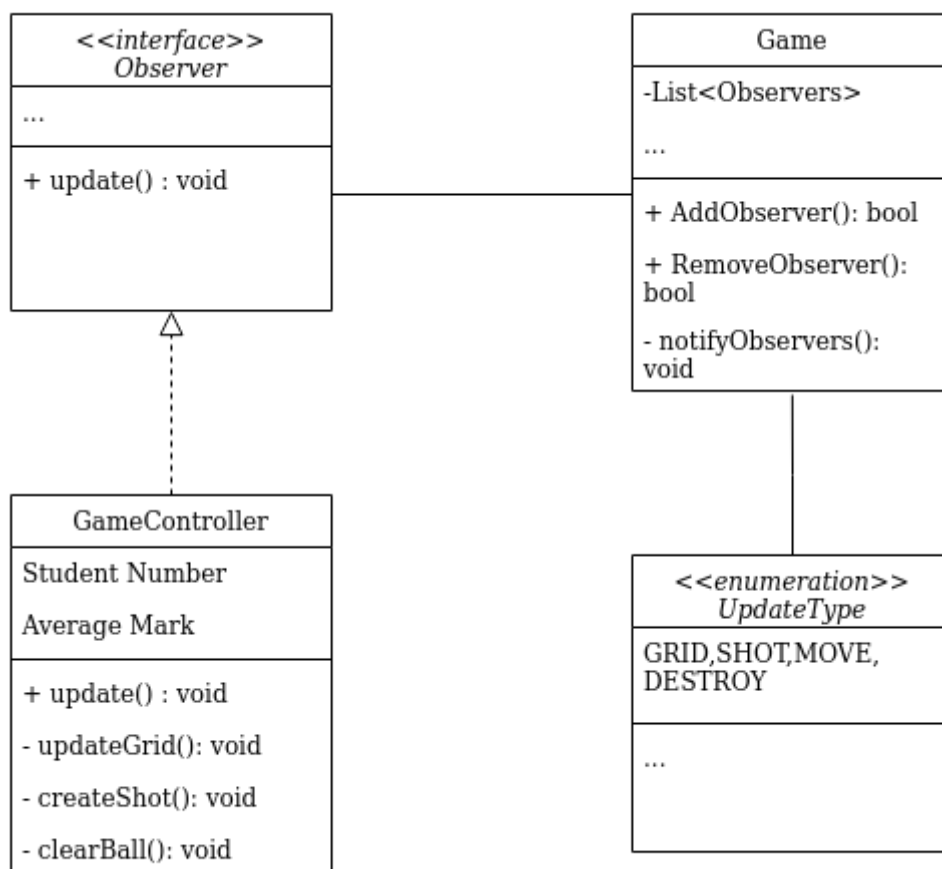 <<interface>>
Observer
...
+ update() : void
Game
-List<Observers>
...
+ AddObserver(): bool
+ RemoveObserver():
bool
- notifyObservers():
void
GameController
Student Number
Average Mark
+ update() : void
- updateGrid(): void
- createShot(): void
- clearBall(): void
<<enumeration>>
UpdateType
GRID,SHOT,MOVE,
DESTROY
...